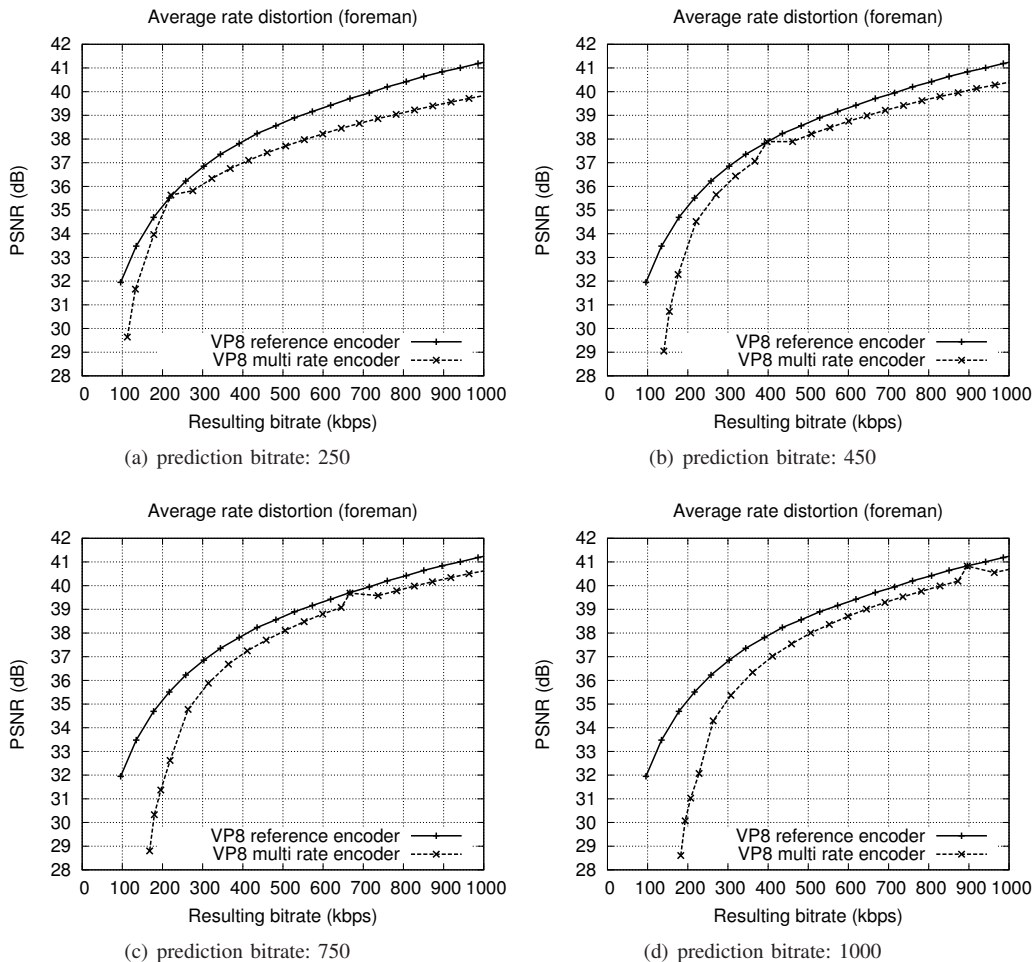 Average rate distortion (foreman)
42
41
40
39
38
37
36
35
34
33
32
31
30
29
28
PSNR (dB)
VP8 reference encoder
VP8 multi rate encoder
0 100 200 300 400 500 600 700 800 900 1000
Resulting bitrate (kbps)
(a) prediction bitrate: 250
Average rate distortion (foreman)
42
41
40
39
38
37
36
35
34
33
32
31
30
29
28
PSNR (dB)
VP8 reference encoder
VP8 multi rate encoder
0 100 200 300 400 500 600 700 800 900 1000
Resulting bitrate (kbps)
(b) prediction bitrate: 450
Average rate distortion (foreman)
42
41
40
39
38
37
36
35
34
33
32
31
30
29
28
PSNR (dB)
VP8 reference encoder
VP8 multi rate encoder
0 100 200 300 400 500 600 700 800 900 1000
Resulting bitrate (kbps)
(c) prediction bitrate: 750
Average rate distortion (foreman)
42
41
40
39
38
37
36
35
34
33
32
31
30
29
28
PSNR (dB)
VP8 reference encoder
VP8 multi rate encoder
0 100 200 300 400 500 600 700 800 900 1000
Resulting bitrate (kbps)
(d) prediction bitrate: 1000